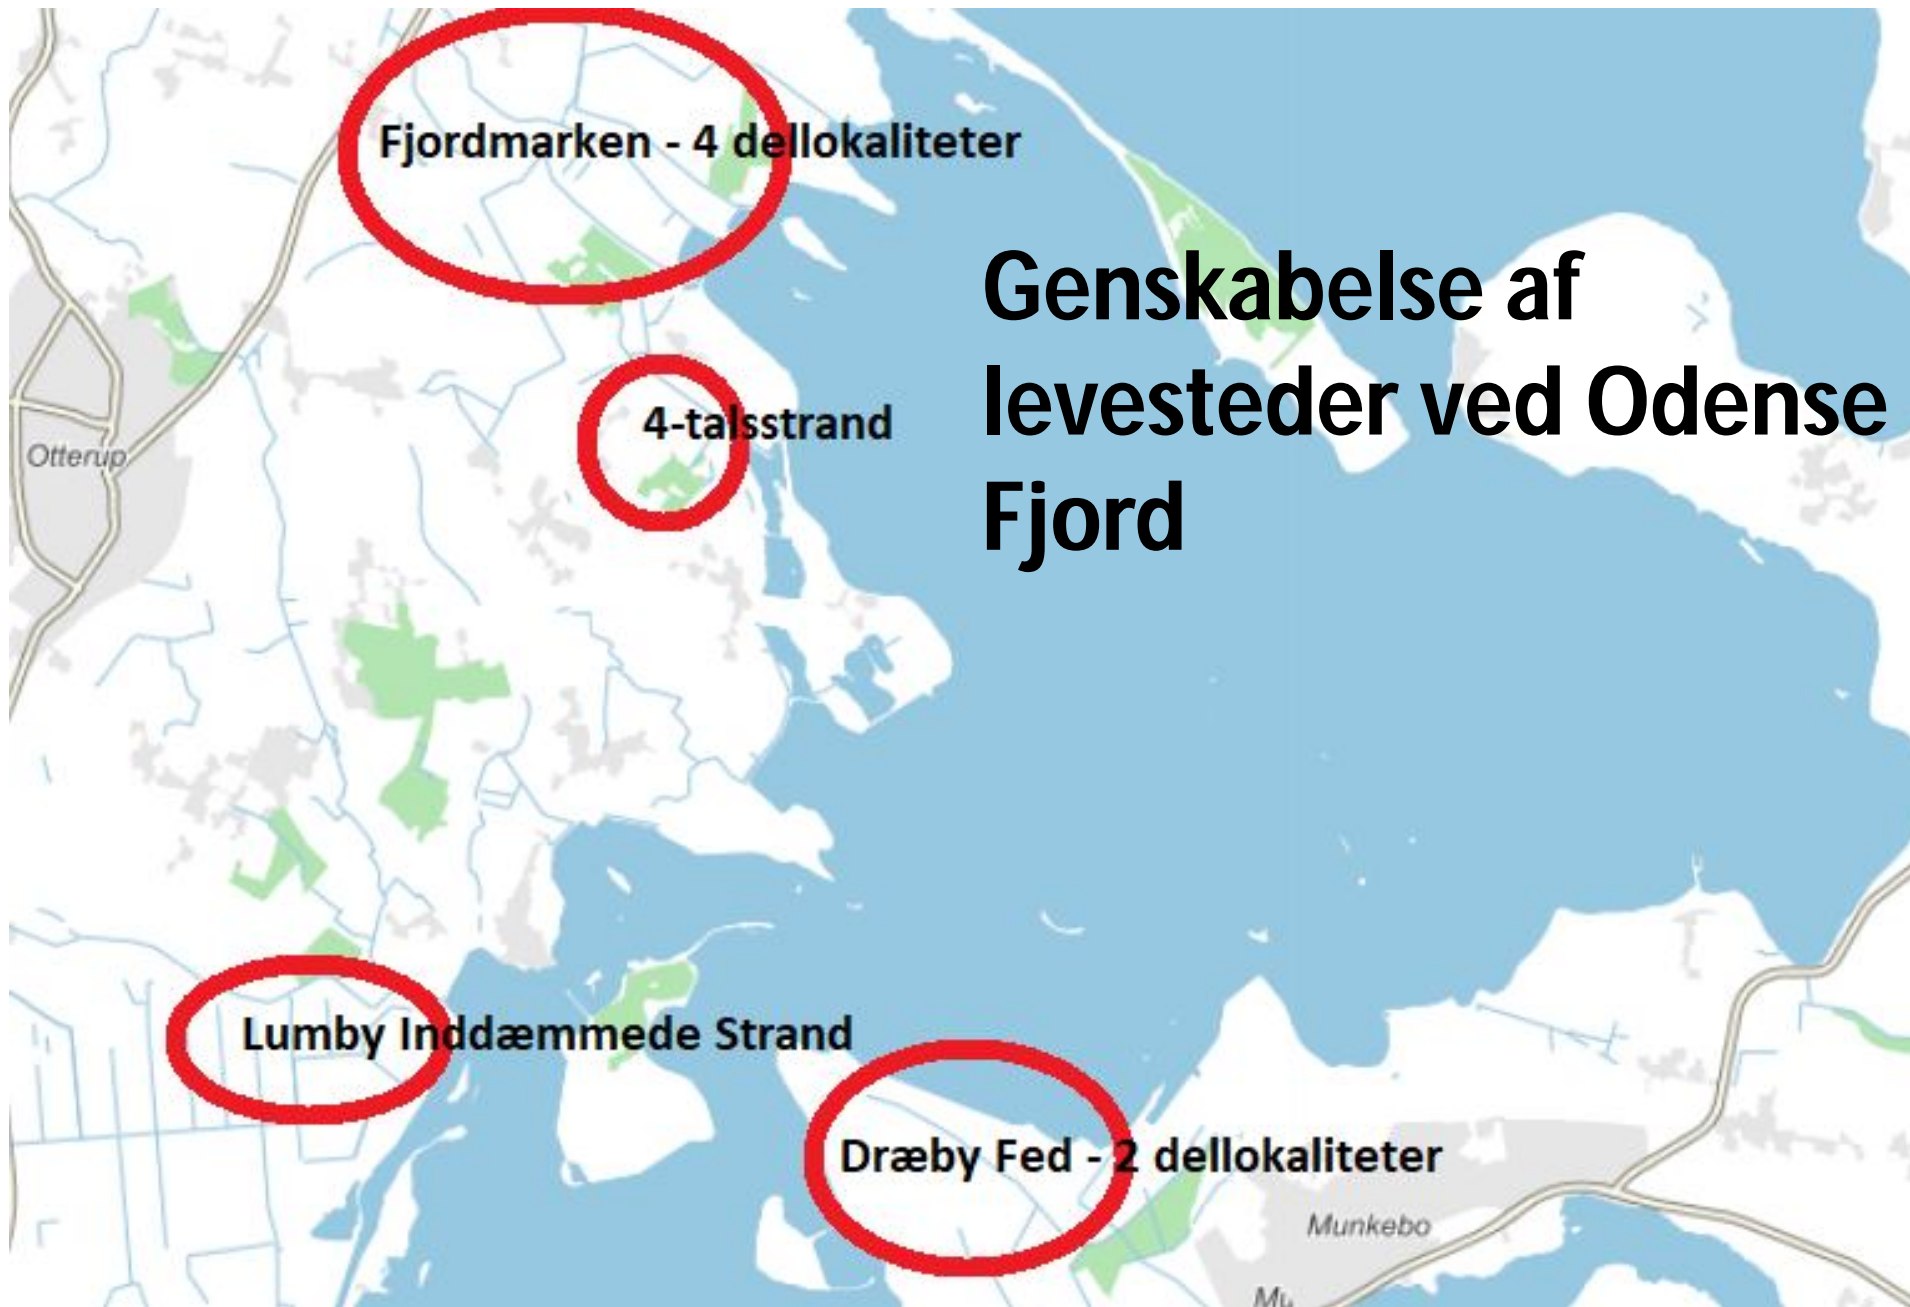 Fjordmarken - 4 dellokaliteter
Genskabelse af
levesteder ved Odense
Fjord
4-talsstrand
Otterup
Lumby Inddæmmede Strand
Dræby Fed - 2 dellokaliteter
Munkebo